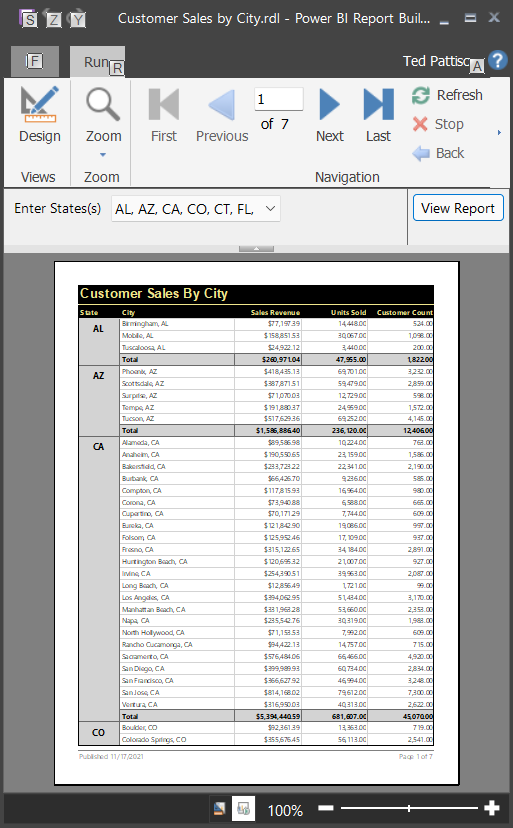 S Z Y Customer Sales by City.rdl - Power BI Report Buil...
F Run R Ted Pattisc A ?
Design Zoom First Previous 1 of 7 Next Last Refresh
Stop
Back
Views Zoom Navigation
Enter States(s) AL, AZ, CA, CO, CT, FL, View Report
Customer Sales By City
State City Sales Revenue Units Sold Customer Count
AL Birmingham, AL $77,197.39 14,448.00 524.00
Mobile, AL $158,851.53 30,067.00 1,098.00
Tuscaloosa, AL $24,922.12 3,440.00 200.00
Total $260,971.04 47,955.00 1,822.00
AZ Phoenix, AZ $418,435.13 69,701.00 3,232.00
Scottsdale, AZ $387,871.51 59,479.00 2,859.00
Surprise, AZ $71,070.03 12,729.00 598.00
Tempe, AZ $191,880.37 24,959.00 1,572.00
Tucson, AZ $517,629.36 69,252.00 4,145.00
Total $1,586,886.40 236,120.00 12,406.00
CA Alameda, CA $89,586.98 10,224.00 763.00
Anaheim, CA $190,550.65 23,159.00 1,586.00
Bakersfield, CA $233,723.22 22,341.00 2,190.00
Burbank, CA $66,426.70 9,236.00 585.00
Compton, CA $117,815.93 16,964.00 980.00
Corona, CA $73,940.88 6,588.00 665.00
Cupertino, CA $70,171.29 7,744.00 609.00
Eureka, CA $121,842.90 19,086.00 997.00
Folsom, CA $125,952.46 17,109.00 937.00
Fresno, CA $315,122.65 34,184.00 2,891.00
Huntington Beach, CA $120,695.32 21,007.00 927.00
Irvine, CA $254,390.51 39,963.00 2,087.00
Long Beach, CA $12,856.49 1,721.00 99.00
Los Angeles, CA $394,062.95 51,434.00 3,170.00
Manhattan Beach, CA $331,963.28 53,660.00 2,353.00
Napa, CA $235,542.76 30,319.00 1,983.00
North Hollywood, CA $71,153.53 7,992.00 609.00
Rancho Cucamonga, CA $94,422.13 14,757.00 715.00
Sacramento, CA $576,484.06 66,466.00 4,920.00
San Diego, CA $399,989.93 60,734.00 2,834.00
San Francisco, CA $366,627.92 46,994.00 3,248.00
San Jose, CA $814,168.02 79,612.00 7,300.00
Ventura, CA $316,950.03 40,313.00 2,622.00
Total $5,394,440.59 681,607.00 45,070.00
CO Boulder, CO $92,361.39 13,363.00 719.00
Colorado Springs, CO $355,676.45 56,113.00 2,541.00
Published 11/17/2021 Page 1 of 7
100%